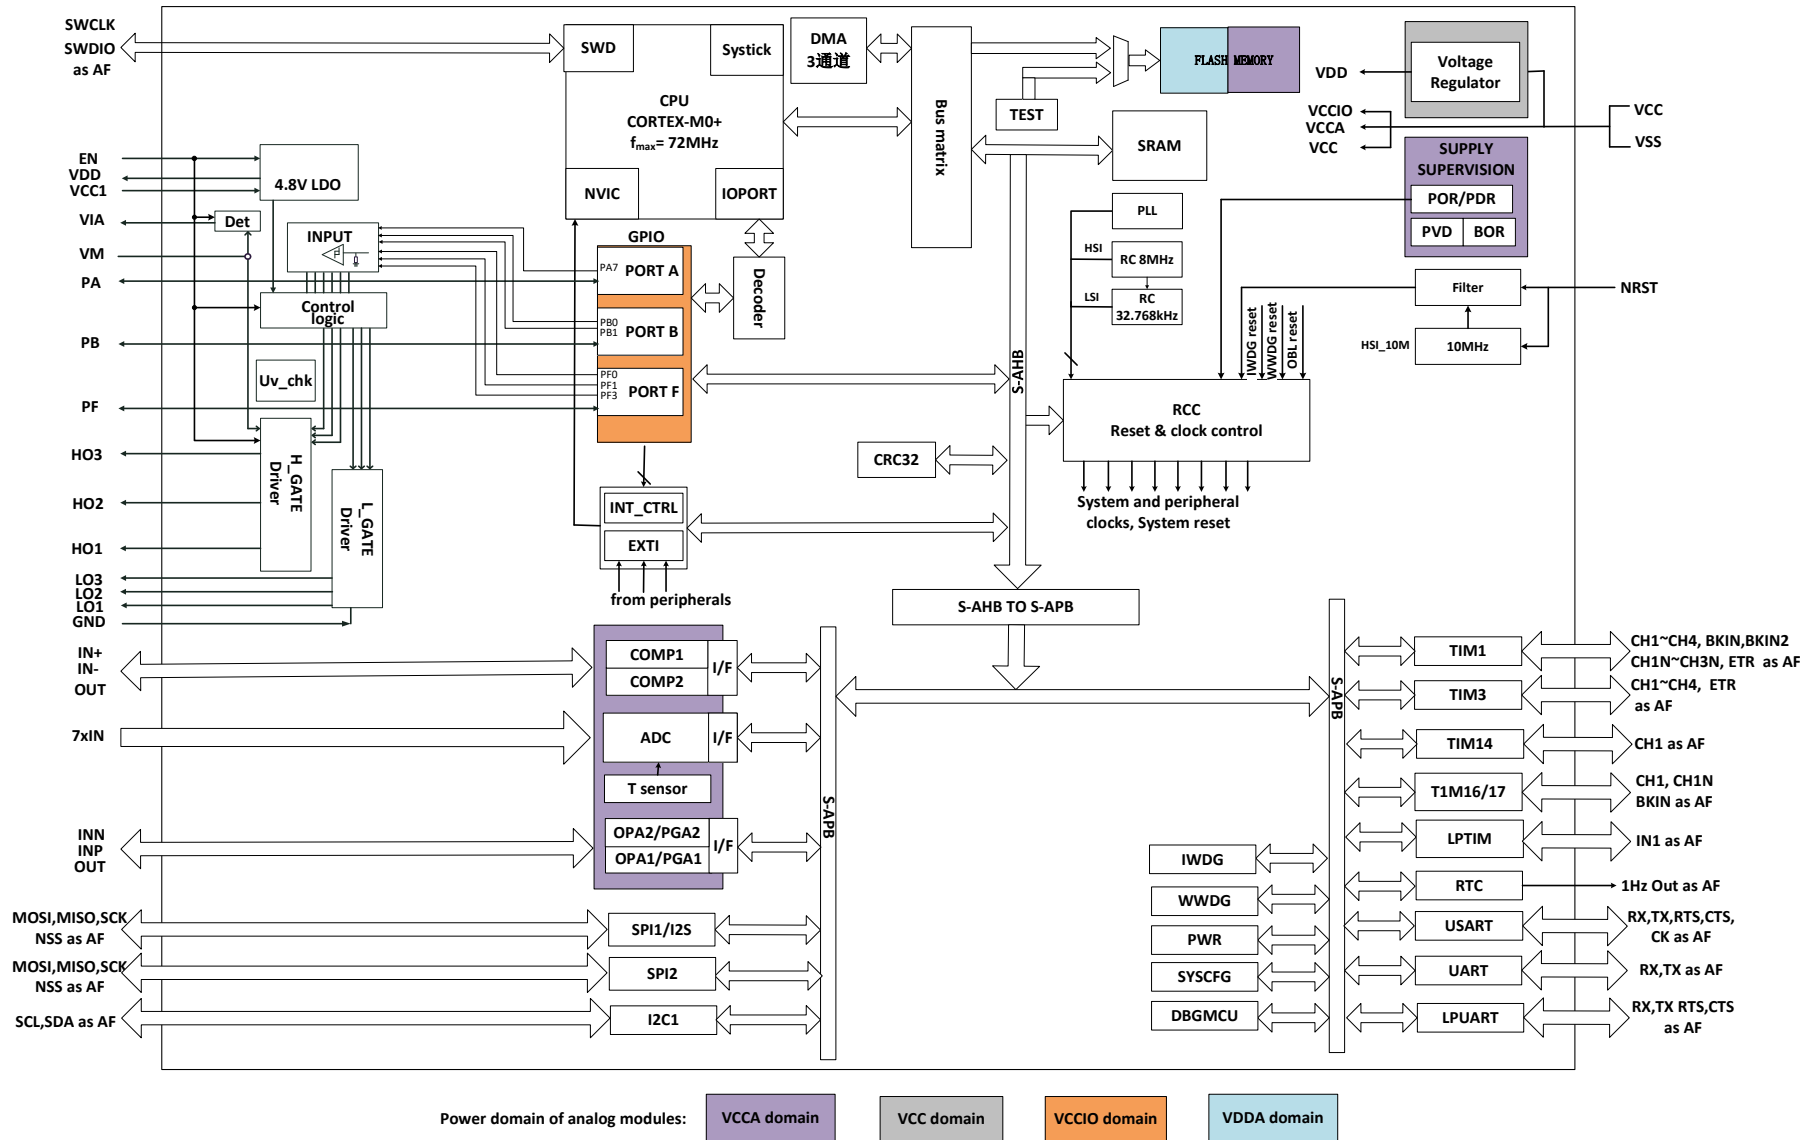 SWCLK
SWDIO
as AF
SWD
Systick
CPU
CORTEX-M0+
fmax= 72MHz
NVIC
IOPORT
DMA
3通道
Bus matrix
TEST
FLASH MEMORY
SRAM
Voltage
Regulator
VDD
VCCIO
VCCA
VCC
VCC
VSS
SUPPLY
SUPERVISION
POR/PDR
PVD
BOR
EN
VDD
VCC1
VIA
VM
PA
PB
PF
HO3
HO2
HO1
LO3
LO2
LO1
GND
4.8V LDO
Det
INPUT
Control
logic
Uv_chk
H_GATE
Driver
L_GATE
Driver
GPIO
PA7
PORT A
PB0
PB1
PORT B
PF0
PF1
PF3
PORT F
Decoder
PLL
HSI
RC 8MHz
LSI
RC
32.768kHz
S-AHB
Filter
NRST
HSI_10M
10MHz
IWDG reset
WWDG reset
OBL reset
RCC
Reset & clock control
System and peripheral
clocks, System reset
CRC32
INT_CTRL
EXTI
from peripherals
S-AHB TO S-APB
IN+
IN-
OUT
COMP1
COMP2
I/F
7xIN
ADC
I/F
T sensor
INN
INP
OUT
OPA2/PGA2
OPA1/PGA1
I/F
S-APB
MOSI,MISO,SCK
NSS as AF
SPI1/I2S
MOSI,MISO,SCK
NSS as AF
SPI2
SCL,SDA as AF
I2C1
S-APB
IWDG
WWDG
PWR
SYSCFG
DBGMCU
TIM1
CH1~CH4, BKIN,BKIN2
CH1N~CH3N, ETR as AF
TIM3
CH1~CH4, ETR
as AF
TIM14
CH1 as AF
T1M16/17
CH1, CH1N
BKIN as AF
LPTIM
IN1 as AF
RTC
1Hz Out as AF
USART
RX,TX,RTS,CTS,
CK as AF
UART
RX,TX as AF
LPUART
RX,TX RTS,CTS
as AF
Power domain of analog modules:
VCCA domain
VCC domain
VCCIO domain
VDDA domain